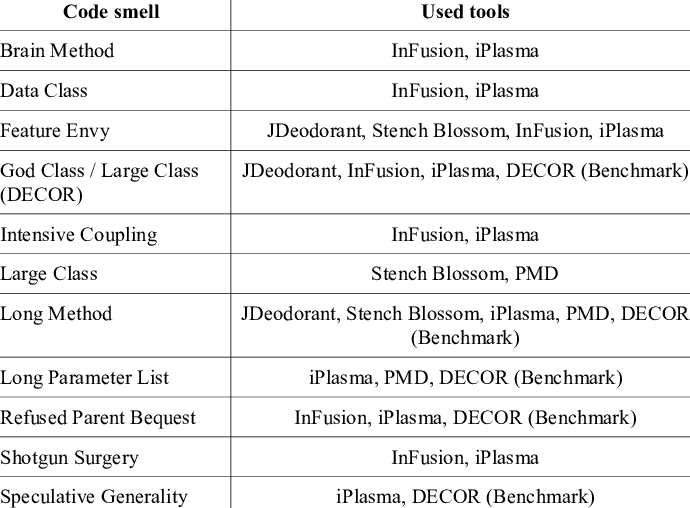 Code smell Used tools
Brain Method InFusion, iPlasma
Data Class InFusion, iPlasma
Feature Envy JDeodorant, Stench Blossom, InFusion, iPlasma
God Class / Large Class JDeodorant, InFusion, iPlasma, DECOR (Benchmark)
(DECOR)
Intensive Coupling InFusion, iPlasma
Large Class Stench Blossom, PMD
Long Method JDeodorant, Stench Blossom, iPlasma, PMD, DECOR
(Benchmark)
Long Parameter List iPlasma, PMD, DECOR (Benchmark)
Refused Parent Bequest InFusion, iPlasma, DECOR (Benchmark)
Shotgun Surgery InFusion, iPlasma
Speculative Generality iPlasma, DECOR (Benchmark)